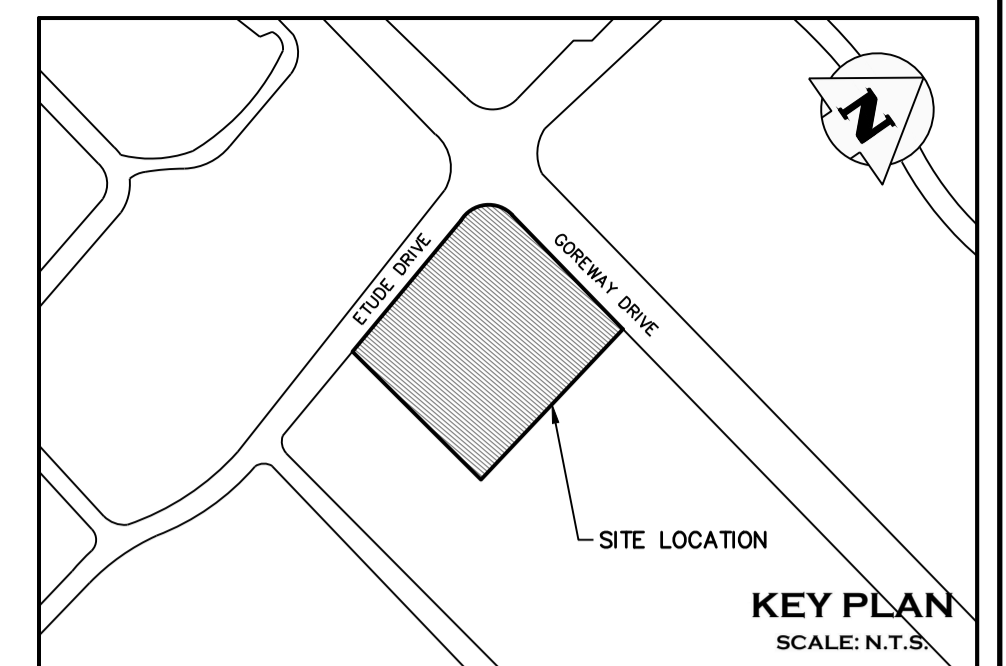 N
ETUDE DRIVE
GOREWAY DRIVE
SITE LOCATION
KEY PLAN
SCALE: N.T.S.